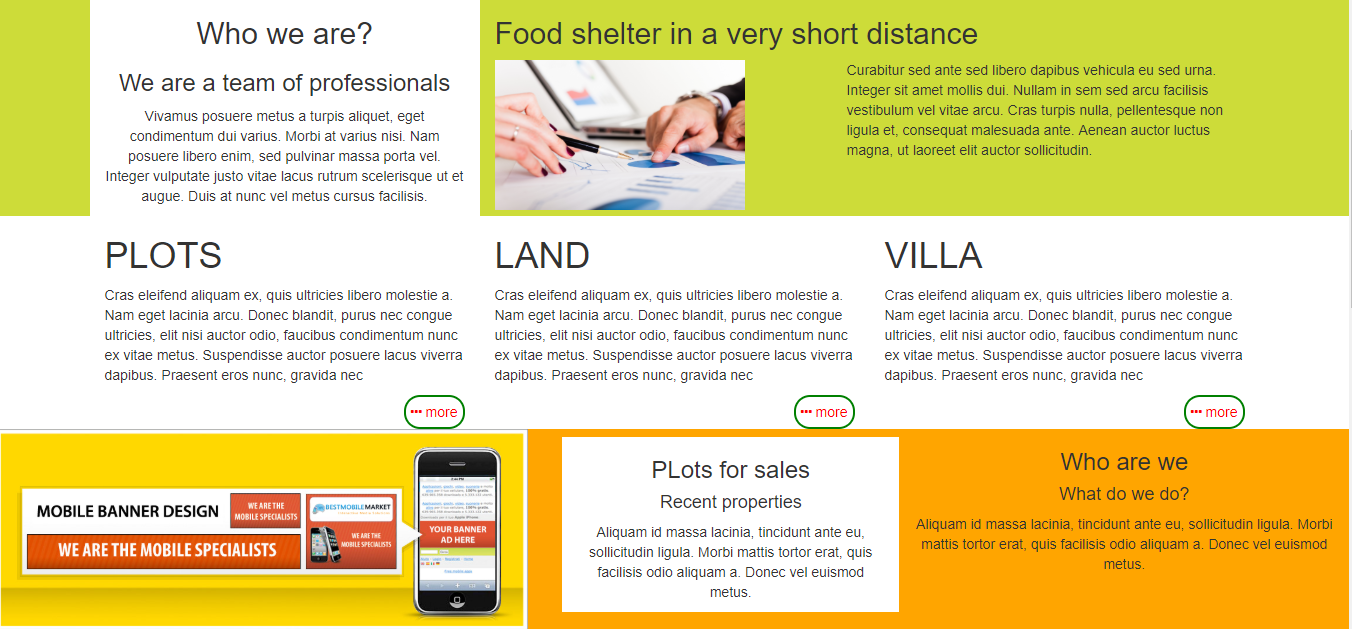 Who we are?
We are a team of professionals
Vivamus posuere metus a turpis aliquet, eget
condimentum dui varius. Morbi at varius nisi. Nam
posuere libero enim, sed pulvinar massa porta vel.
Integer vulputate justo vitae lacus rutrum scelerisque ut et
augue. Duis at nunc vel metus cursus facilisis.
Food shelter in a very short distance
Curabitur sed ante sed libero dapibus vehicula eu sed urna.
Integer sit amet mollis dui. Nullam in sem sed arcu facilisis
vestibulum vel vitae arcu. Cras turpis nulla, pellentesque non
ligula et, consequat malesuada ante. Aenean auctor luctus
magna, ut laoreet elit auctor sollicitudin.
PLOTS
Cras eleifend aliquam ex, quis ultricies libero molestie a.
Nam eget lacinia arcu. Donec blandit, purus nec congue
ultricies, elit nisi auctor odio, faucibus condimentum nunc
ex vitae metus. Suspendisse auctor posuere lacus viverra
dapibus. Praesent eros nunc, gravida nec
••• more
LAND
Cras eleifend aliquam ex, quis ultricies libero molestie a.
Nam eget lacinia arcu. Donec blandit, purus nec congue
ultricies, elit nisi auctor odio, faucibus condimentum nunc
ex vitae metus. Suspendisse auctor posuere lacus viverra
dapibus. Praesent eros nunc, gravida nec
••• more
VILLA
Cras eleifend aliquam ex, quis ultricies libero molestie a.
Nam eget lacinia arcu. Donec blandit, purus nec congue
ultricies, elit nisi auctor odio, faucibus condimentum nunc
ex vitae metus. Suspendisse auctor posuere lacus viverra
dapibus. Praesent eros nunc, gravida nec
••• more
MOBILE BANNER DESIGN
WE ARE THE
MOBILE SPECIALISTS
WE ARE THE MOBILE SPECIALISTS
BESTMOBILEMARKET
WE ARE THE
MOBILE SPECIALISTS
YOUR BANNER
AD HERE
PLots for sales
Recent properties
Aliquam id massa lacinia, tincidunt ante eu,
sollicitudin ligula. Morbi mattis tortor erat, quis
facilisis odio aliquam a. Donec vel euismod
metus.
Who are we
What do we do?
Aliquam id massa lacinia, tincidunt ante eu, sollicitudin ligula. Morbi
mattis tortor erat, quis facilisis odio aliquam a. Donec vel euismod
metus.